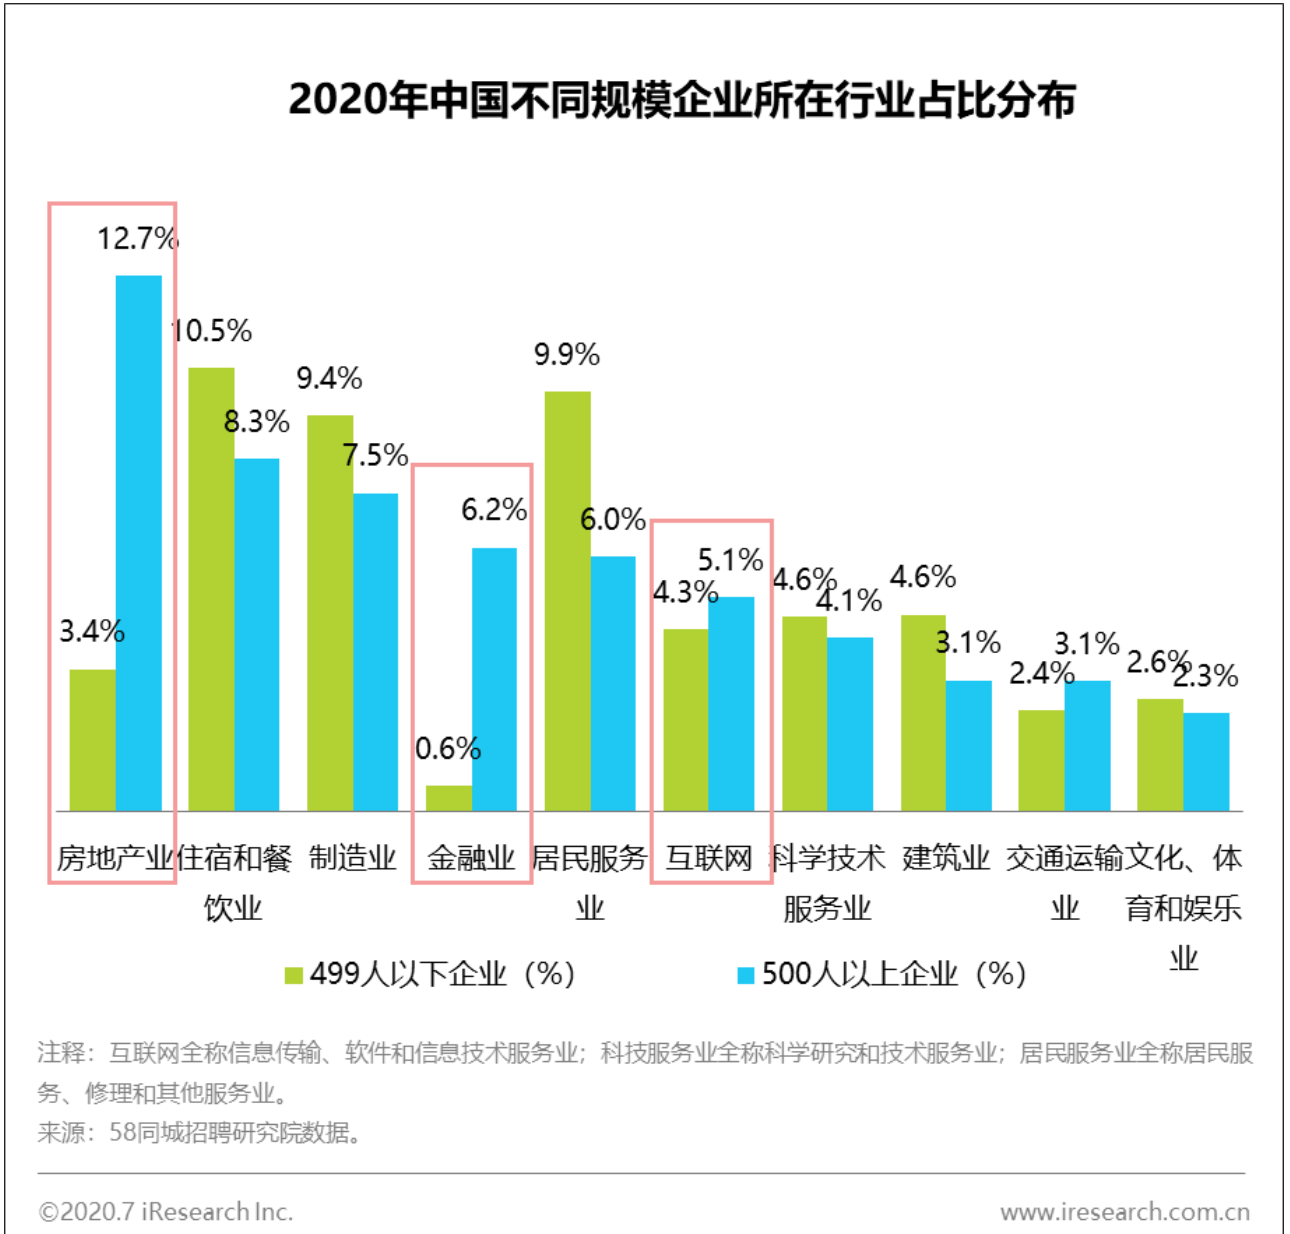 2020年中国不同规模企业所在行业占比分布
12.7%
10.5%
9.9%
9.4%
8.3%
7.5%
6.2%
6.0%
5.1%
4.3%
4.6%
4.1%
4.6%
3.4%
3.1%
2.4%
3.1%
2.6%
2.3%
0.6%
房地产业 住宿和餐 制造业 金融业 居民服务 互联网 科学技术 建筑业 交通运输 文化、体
饮业 业 服务业 业 育和娱乐
业
499人以下企业（%） 500人以上企业（%）
注释：互联网全称信息传输、软件和信息技术服务业；科技服务业全称科学研究和技术服务业；居民服务业全称居民服
务、修理和其他服务业。
来源：58同城招聘研究院数据。
©2020.7 iResearch Inc. www.iresearch.com.cn